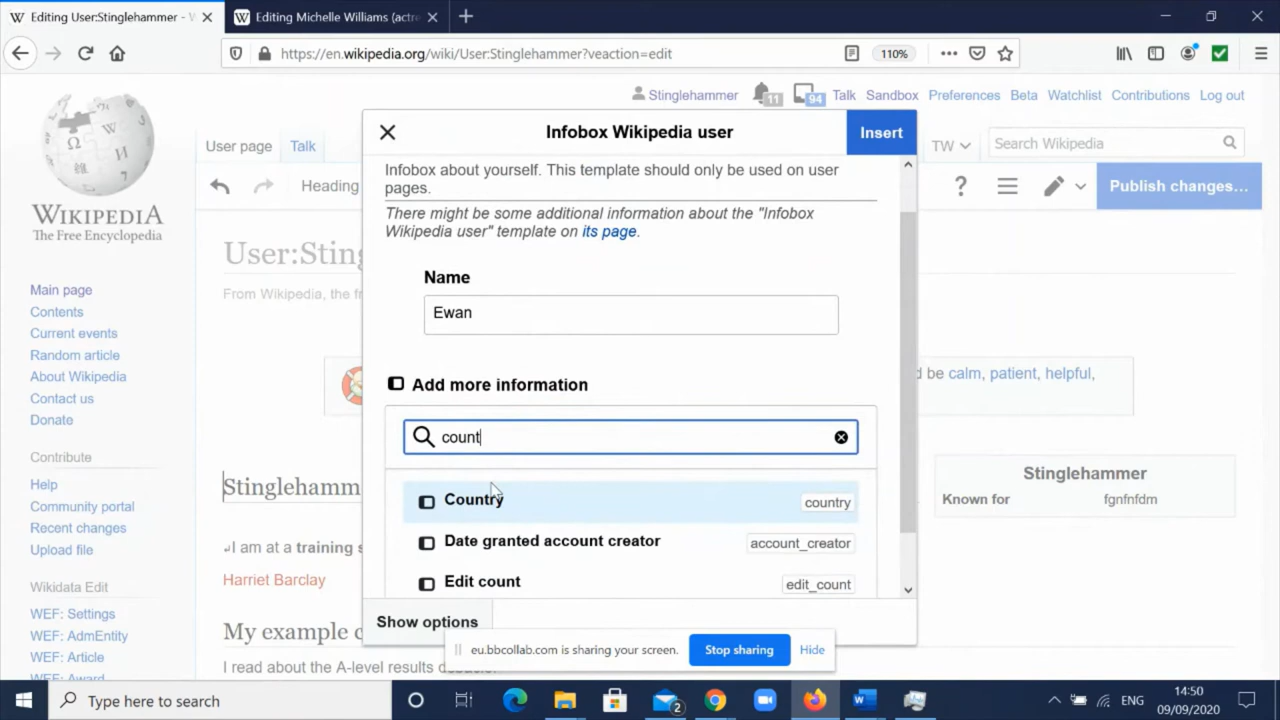 Editing User:Stinglehammer - W
Editing Michelle Williams (actre
https://en.wikipedia.org/wiki/User:Stinglehammer?veaction=edit
110%
Stinglehammer
11
94
Talk
Sandbox
Preferences
Beta
Watchlist
Contributions
Log out
WIKIPEDIA
The Free Encyclopedia
User page
Talk
TW
Search Wikipedia
Heading
Publish changes...
Infobox Wikipedia user
Insert
Infobox about yourself. This template should only be used on user
pages.
There might be some additional information about the "Infobox
Wikipedia user" template on its page.
Name
Ewan
Add more information
count
Country
country
Date granted account creator
account_creator
Edit count
edit_count
Show options
User:Sting
From Wikipedia, the fr
d be calm, patient, helpful,
Stinglehamm
Stinglehammer
Known for
fgnfnfdm
I am at a training s
Harriet Barclay
My example c
I read about the A-level results debacle.
Main page
Contents
Current events
Random article
About Wikipedia
Contact us
Donate
Contribute
Help
Community portal
Recent changes
Upload file
Wikidata Edit
WEF: Settings
WEF: AdmEntity
WEF: Article
WEF: Award
eu.bbcollab.com is sharing your screen.
Stop sharing
Hide
Type here to search
2
ENG
14:50
09/09/2020